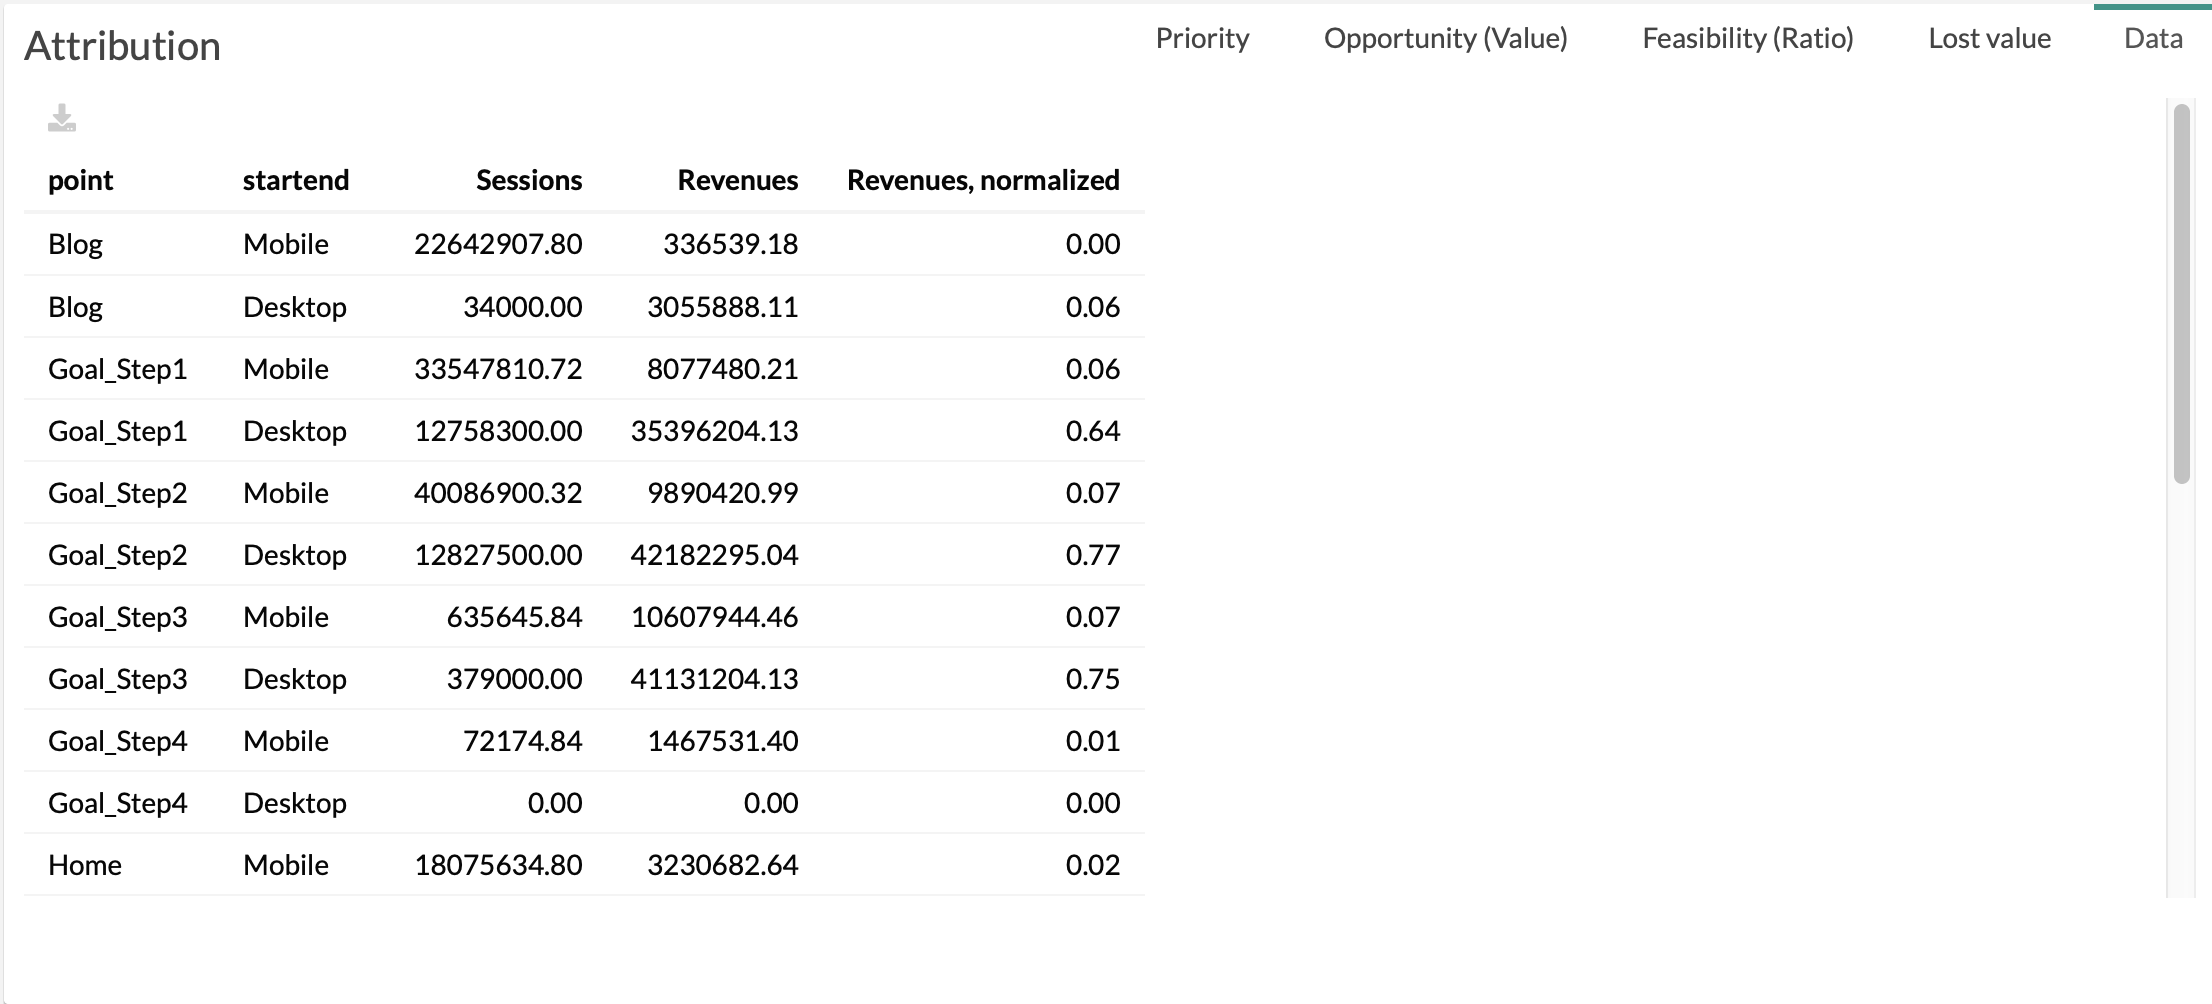 Attribution
Priority Opportunity (Value) Feasibility (Ratio) Lost value Data
point startend Sessions Revenues Revenues, normalized
Blog Mobile 22642907.80 336539.18 0.00
Blog Desktop 34000.00 3055888.11 0.06
Goal_Step1 Mobile 33547810.72 8077480.21 0.06
Goal_Step1 Desktop 12758300.00 35396204.13 0.64
Goal_Step2 Mobile 40086900.32 9890420.99 0.07
Goal_Step2 Desktop 12827500.00 42182295.04 0.77
Goal_Step3 Mobile 635645.84 10607944.46 0.07
Goal_Step3 Desktop 379000.00 41131204.13 0.75
Goal_Step4 Mobile 72174.84 1467531.40 0.01
Goal_Step4 Desktop 0.00 0.00 0.00
Home Mobile 18075634.80 3230682.64 0.02